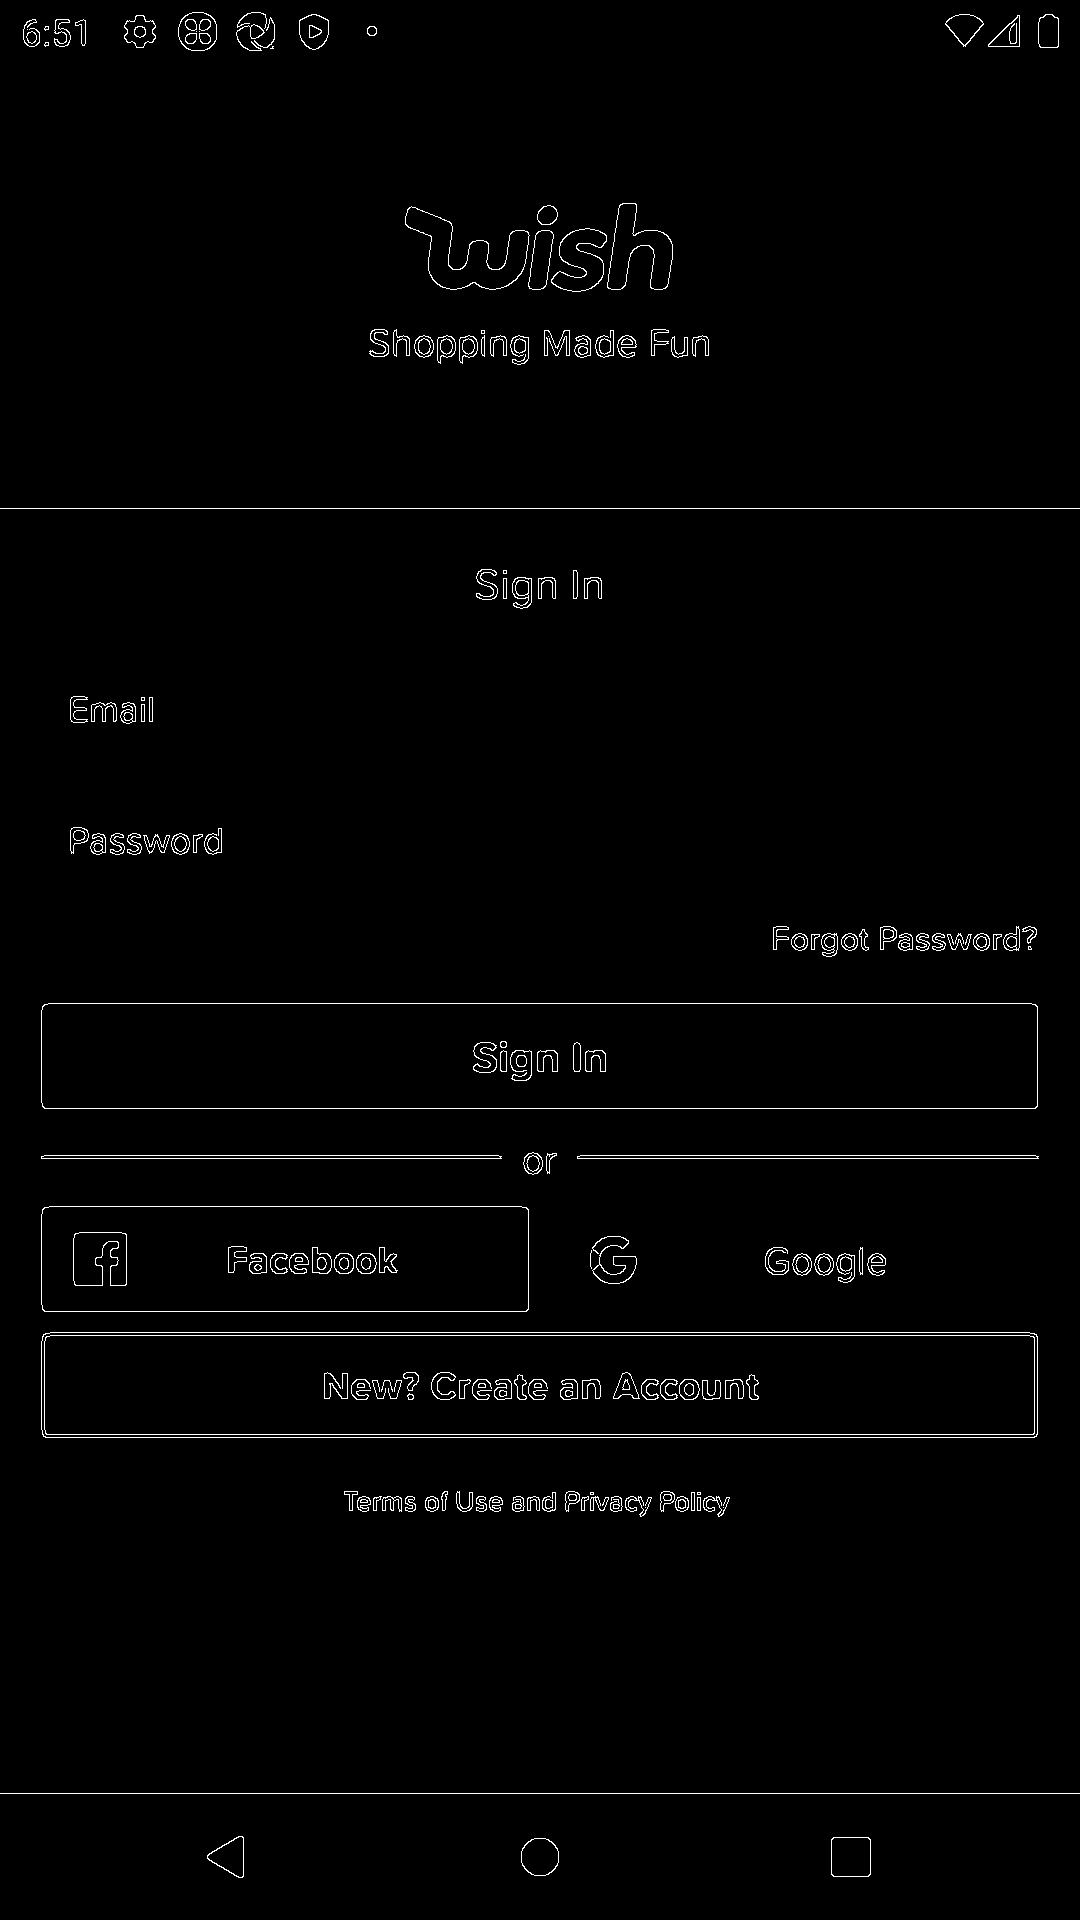 6:51
wish
Shopping Made Fun
Sign In
Email
Password
Forgot Password?
Sign In
or
Facebook
Google
New? Create an Account
Terms of Use and Privacy Policy